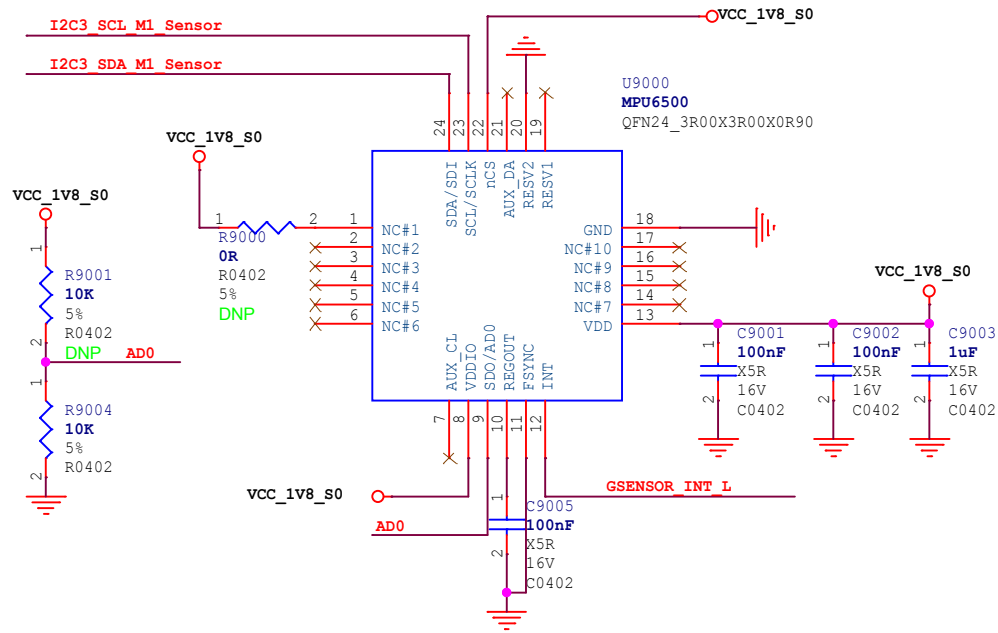 I2C3_SCL_M1_Sensor
I2C3_SDA_M1_Sensor
VCC_1V8_S0
U9000
MPU6500
QFN24_3R00X3R00X0R90
24
23
22
21
20
19
SDA/SDI
SCL/SCLK
nCS
AUX_DA
RESV2
RESV1
VCC_1V8_S0
1
2
R9000
0R
R0402
5%
DNP
VCC_1V8_S0
1
R9001
10K
5%
R0402
2
DNP
AD0
1
R9004
10K
5%
R0402
2
1
2
3
4
5
6
NC#1
NC#2
NC#3
NC#4
NC#5
NC#6
GND
NC#10
NC#9
NC#8
NC#7
VDD
18
17
16
15
14
13
VCC_1V8_S0
C9001
1
100nF
X5R
16V
2
C0402
C9002
1
100nF
X5R
16V
2
C0402
C9003
1
1uF
X5R
16V
2
C0402
AUX_CL
VDDIO
SDO/AD0
REGOUT
FSYNC
INT
7
8
9
10
11
12
VCC_1V8_S0
AD0
GSENSOR_INT_L
1
C9005
100nF
X5R
2
16V
C0402